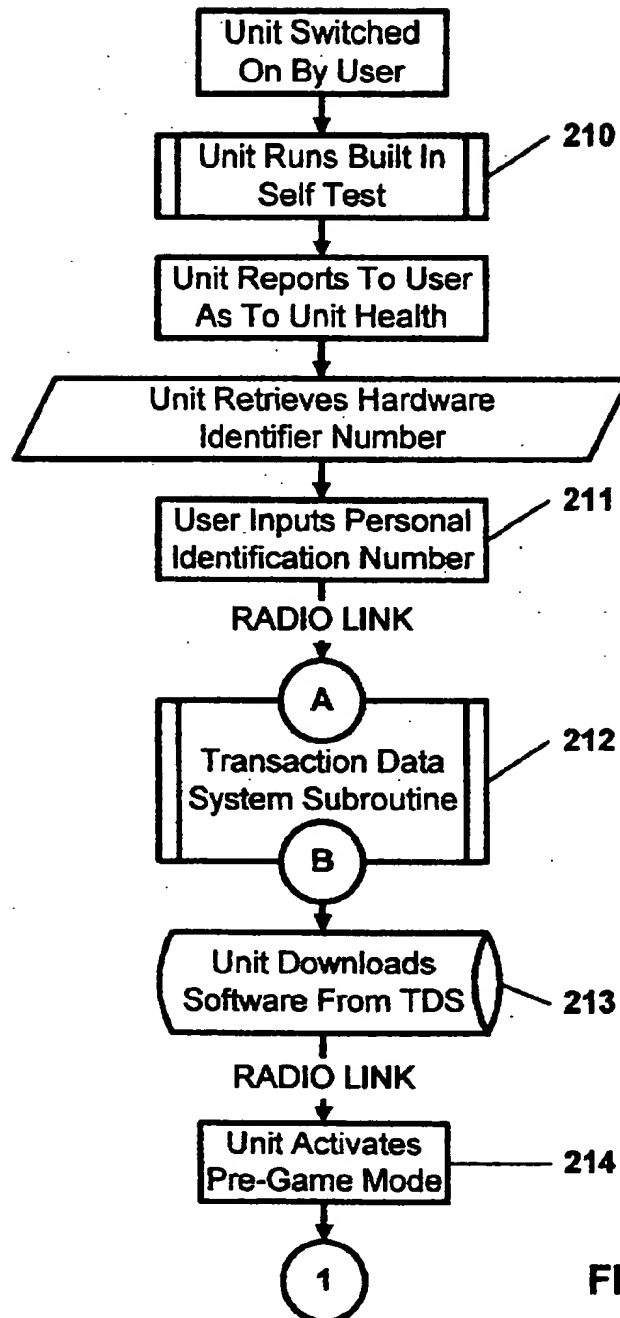 Unit Switched
On By User
210
Unit Runs Built In
Self Test
Unit Reports To User
As To Unit Health
Unit Retrieves Hardware
Identifier Number
211
User Inputs Personal
Identification Number
RADIO LINK
A
212
Transaction Data
System Subroutine
B
Unit Downloads
Software From TDS
213
RADIO LINK
Unit Activates
Pre-Game Mode
214
1